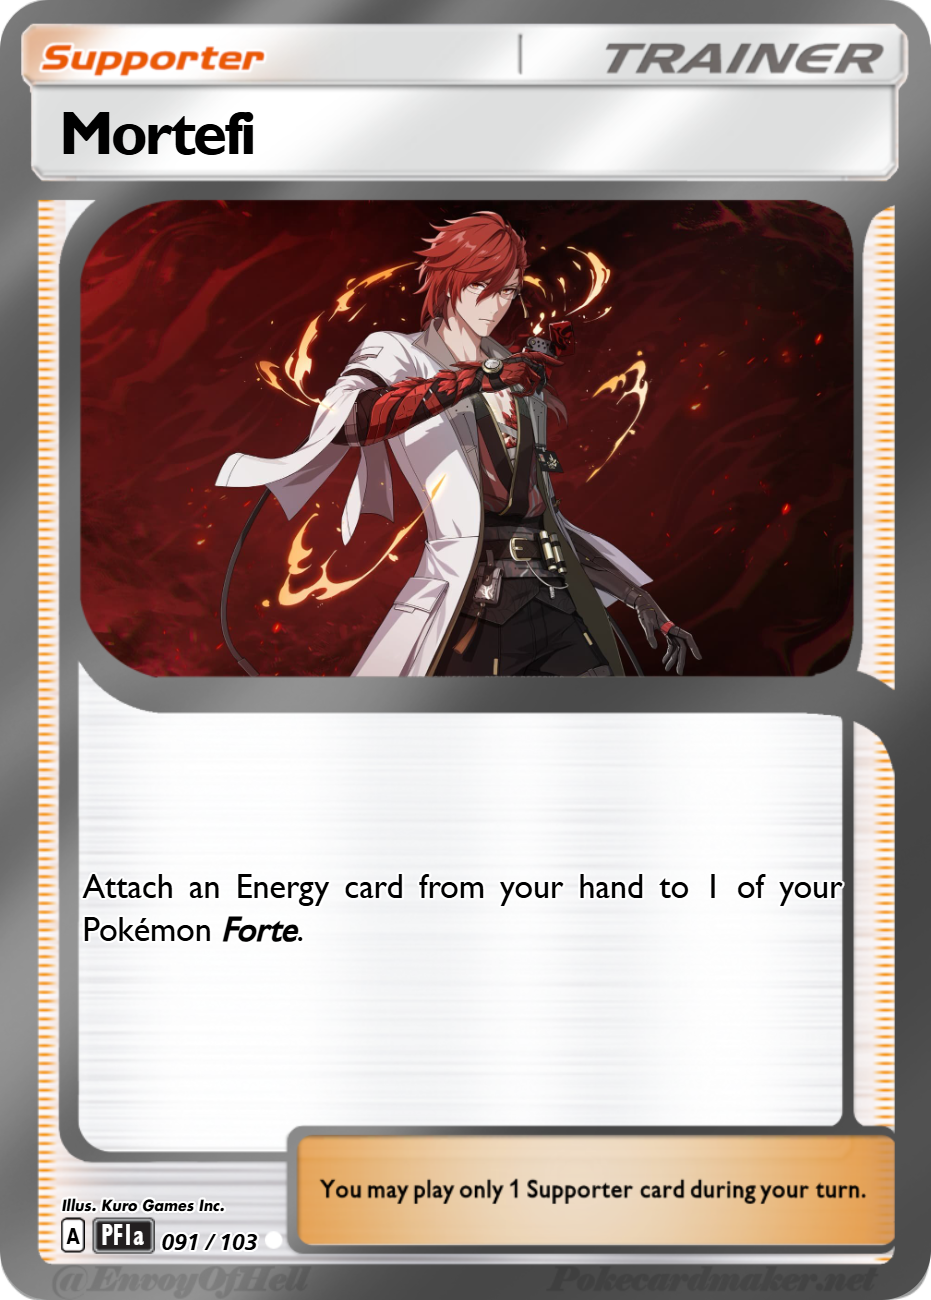 Supporter
TRAINER
Mortefi
Attach an Energy card from your hand to 1 of your
Pokémon Forte.
You may play only 1 Supporter card during your turn.
Illus. Kuro Games Inc.
A PF1a 091 / 103
@EnvoyOfHell
Pokecardmaker.net